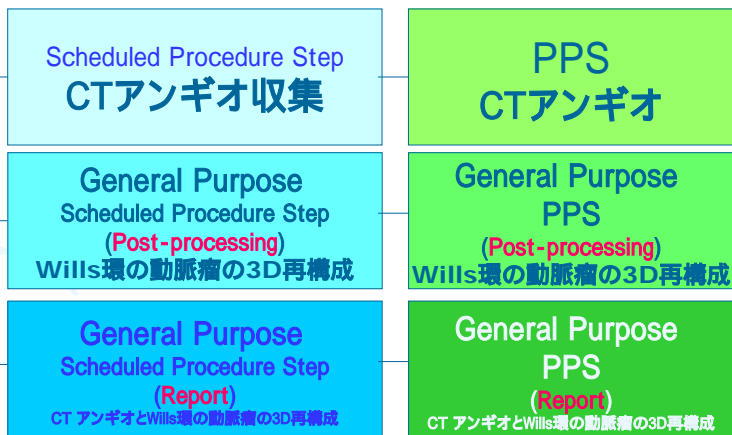 Scheduled Procedure Step
CTアンギオ収集
PPS
CTアンギオ
General Purpose
Scheduled Procedure Step
(Post-processing)
Wills環の動脈瘤の3D再構成
General Purpose
PPS
(Post-processing)
Wills環の動脈瘤の3D再構成
General Purpose
Scheduled Procedure Step
(Report)
CT アンギオとWills環の動脈瘤の3D再構成
General Purpose
PPS
(Report)
CT アンギオとWills環の動脈瘤の3D再構成